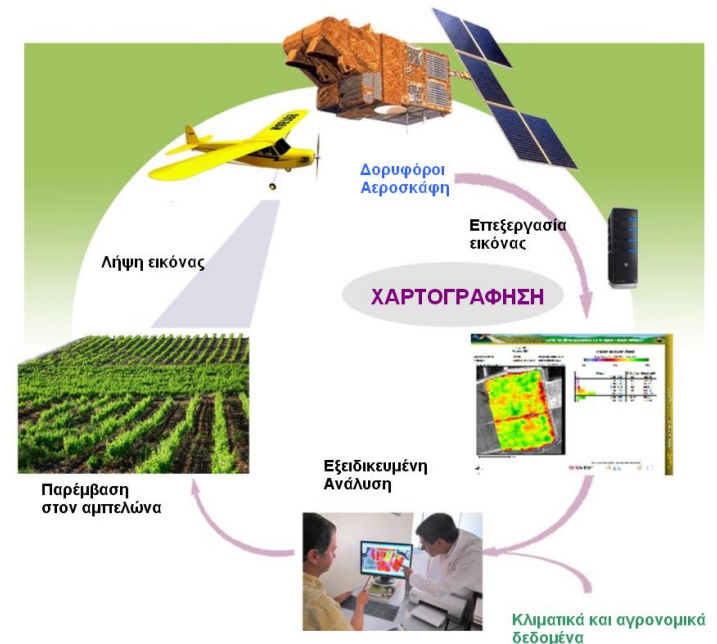 Δορυφόροι
Αεροσκάφη
Επεξεργασία
εικόνας
Λήψη εικόνας
ΧΑΡΤΟΓΡΑΦΗΣΗ
Εξειδικευμένη
Ανάλυση
Παρέμβαση
στον αμπελώνα
Κλιματικά και αγρονομικά
δεδομένα